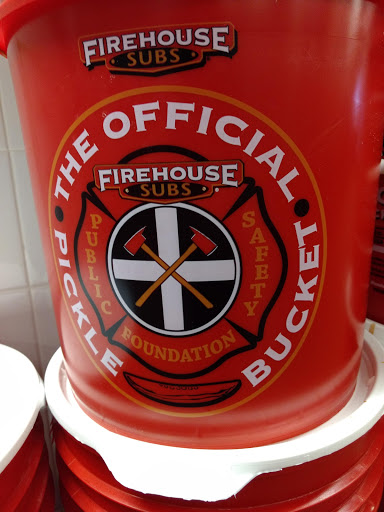 FIREHOUSE
SUBS
THE OFFICIAL
PICKLE BUCKET
FIREHOUSE
SUBS
PUBLIC SAFETY
FOUNDATION